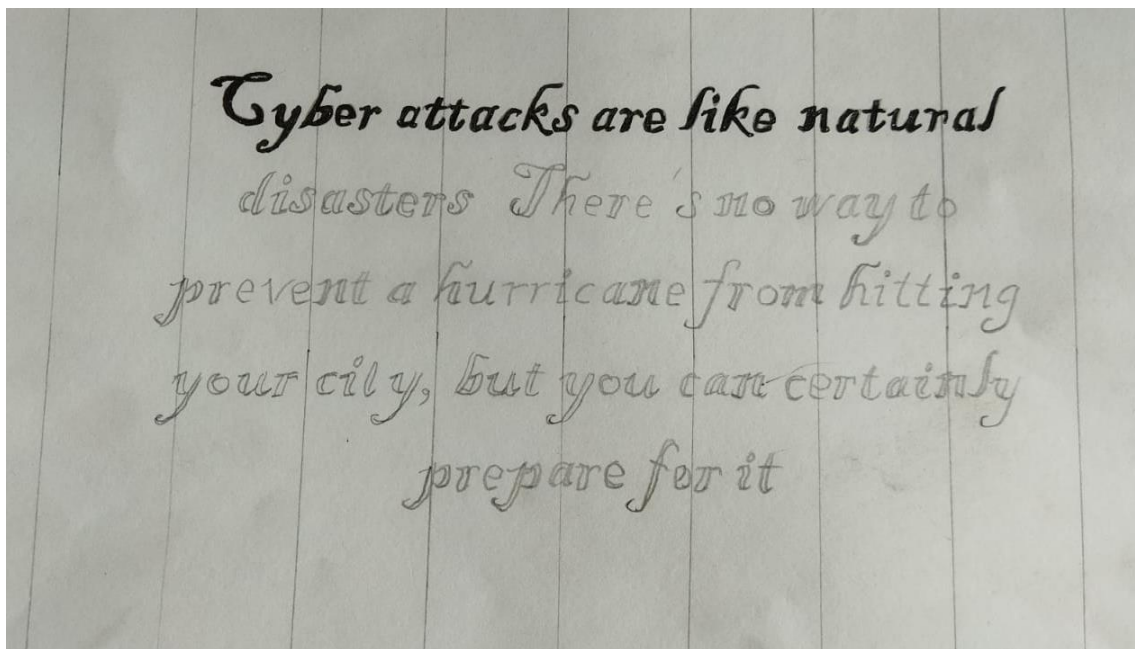 Cyber attacks are like natural
disasters There's no way to
prevent a hurricane from hitting
your city, but you can certainly
prepare for it